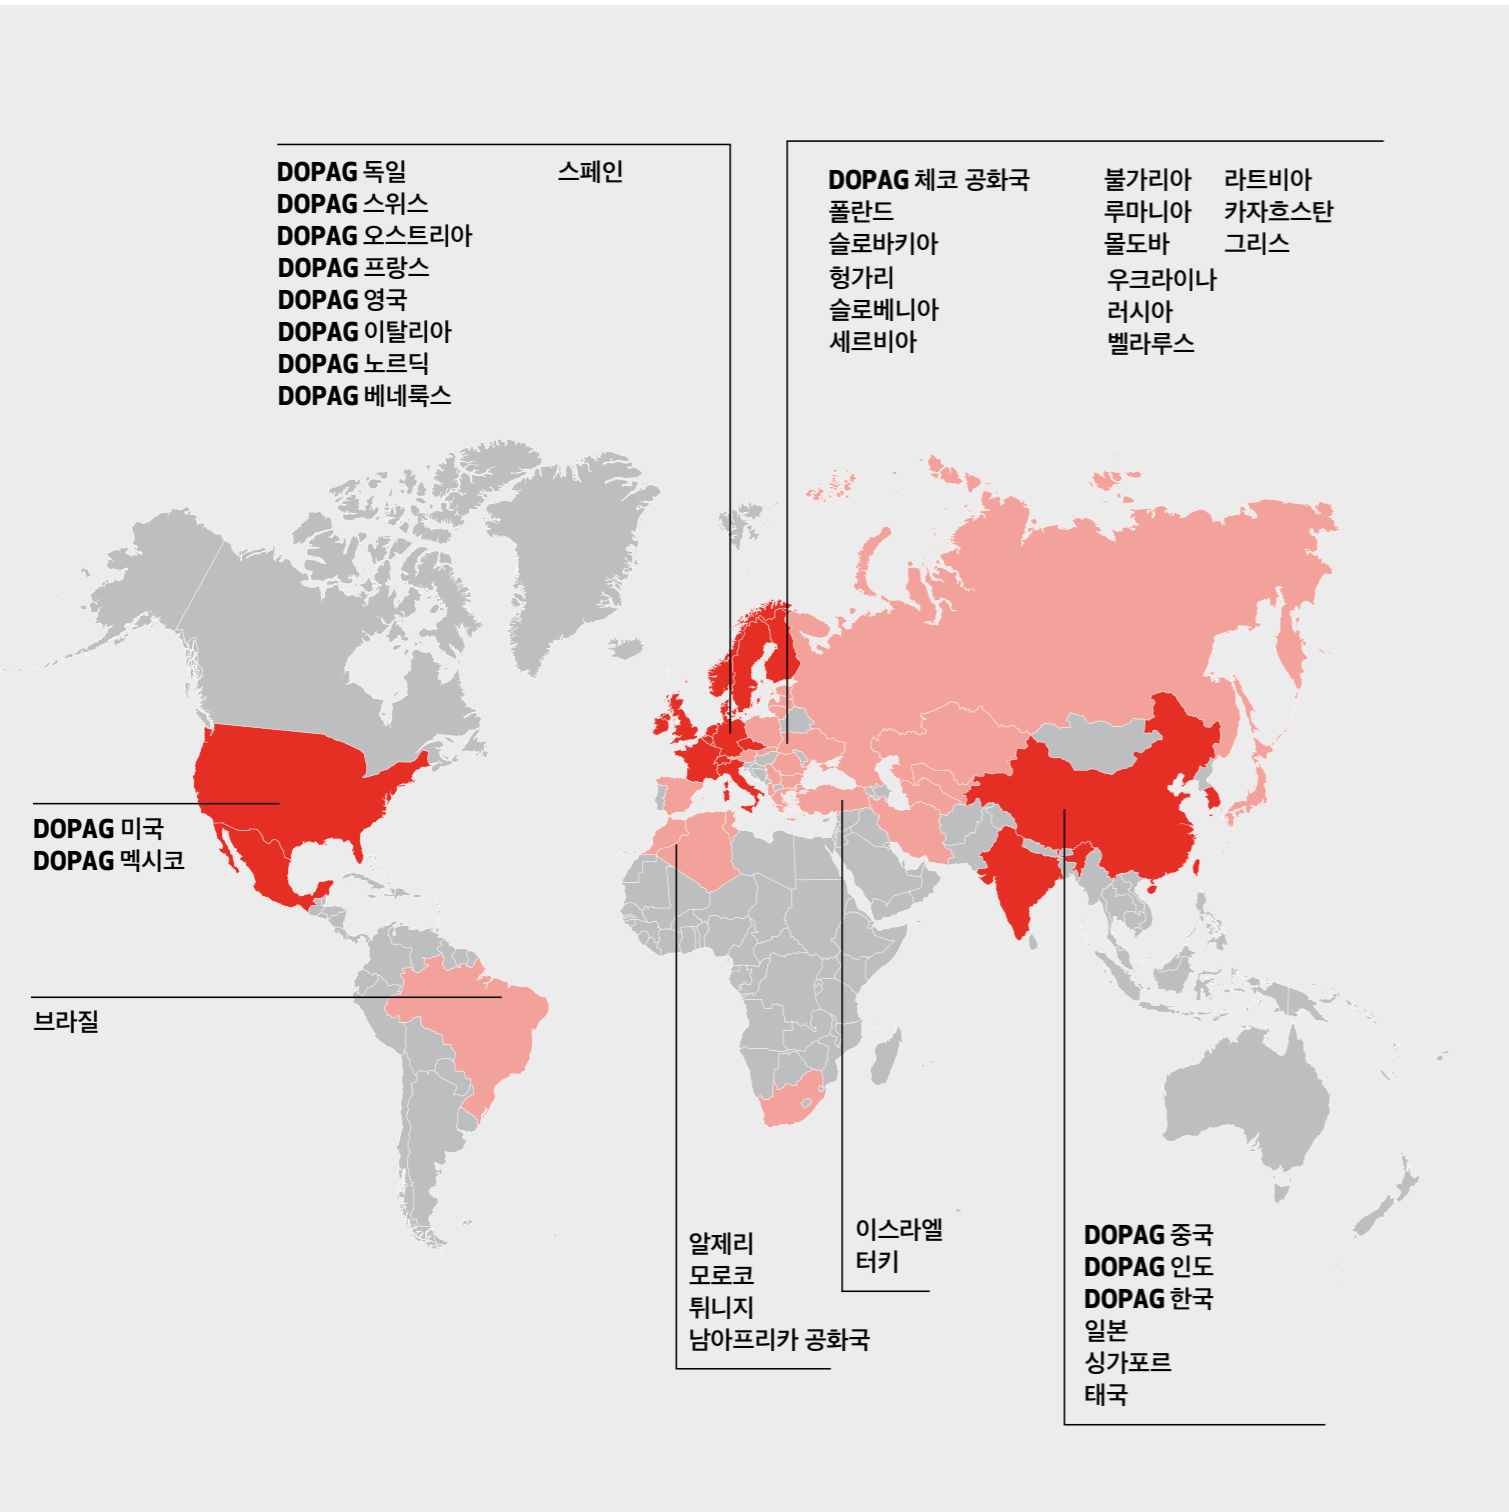 DOPAG 독일
DOPAG 스위스
DOPAG 오스트리아
DOPAG 프랑스
DOPAG 영국
DOPAG 이탈리아
DOPAG 노르딕
DOPAG 베네룩스
스페인
DOPAG 체코 공화국
폴란드
슬로바키아
헝가리
슬로베니아
세르비아
불가리아
루마니아
몰도바
우크라이나
러시아
벨라루스
라트비아
카자흐스탄
그리스
DOPAG 미국
DOPAG 멕시코
브라질
알제리
모로코
튀니지
남아프리카 공화국
이스라엘
터키
DOPAG 중국
DOPAG 인도
DOPAG 한국
일본
싱가포르
태국